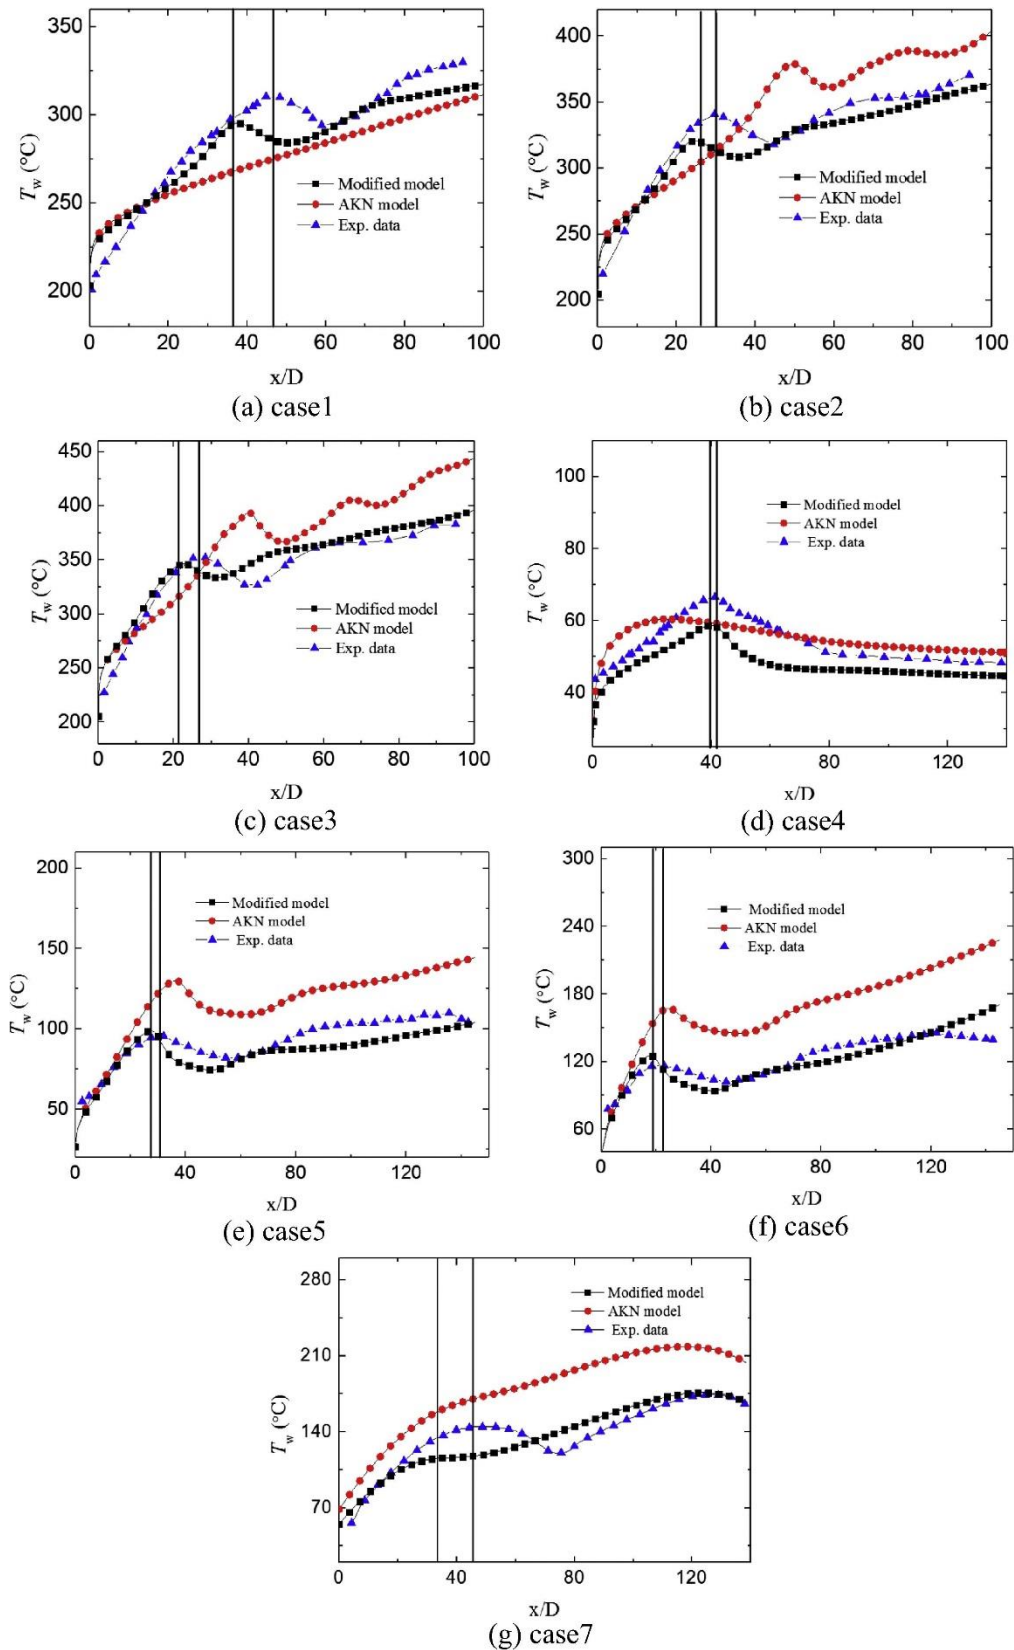 350
300
250
200
T_w (°C)
Modified model
AKN model
Exp. data
0 20 40 60 80 100
x/D
(a) case1
400
350
300
250
200
T_w (°C)
Modified model
AKN model
Exp. data
0 20 40 60 80 100
x/D
(b) case2
450
400
350
300
250
200
T_w (°C)
Modified model
AKN model
Exp. data
0 20 40 60 80 100
x/D
(c) case3
100
80
60
40
T_w (°C)
Modified model
AKN model
Exp. data
0 40 80 120
x/D
(d) case4
200
150
100
50
T_w (°C)
Modified model
AKN model
Exp. data
0 40 80 120
x/D
(e) case5
300
240
180
120
60
T_w (°C)
Modified model
AKN model
Exp. data
0 40 80 120
x/D
(f) case6
280
210
140
70
T_w (°C)
Modified model
AKN model
Exp. data
0 40 80 120
x/D
(g) case7